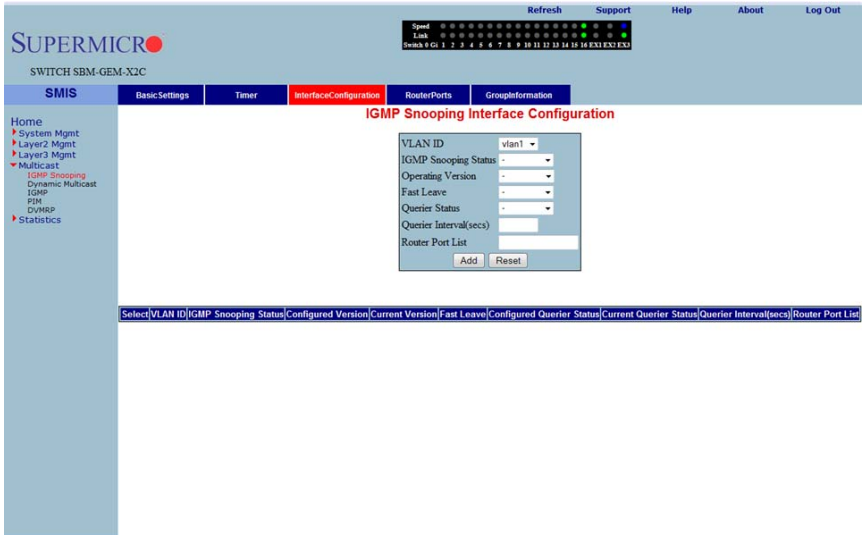 Refresh Support Help About Log Out
SUPERMICRO
SWITCH SBM-GEM-X2C
Speed
Link
Switch 0 Gi 1 2 3 4 5 6 7 8 9 10 11 12 13 14 15 16 EX1 EX2 EX3
SMIS
BasicSettings Timer InterfaceConfiguration RouterPorts GroupInformation
Home
System Mgmt
Layer2 Mgmt
Layer3 Mgmt
Multicast
IGMP Snooping
Dynamic Multicast
IGMP
PIM
DVMRP
Statistics
IGMP Snooping Interface Configuration
VLAN ID vlan1
IGMP Snooping Status -
Operating Version -
Fast Leave -
Querier Status -
Querier Interval(secs)
Router Port List
Add Reset
Select VLAN ID IGMP Snooping Status Configured Version Current Version Fast Leave Configured Querier Status Current Querier Status Querier Interval(secs) Router Port List